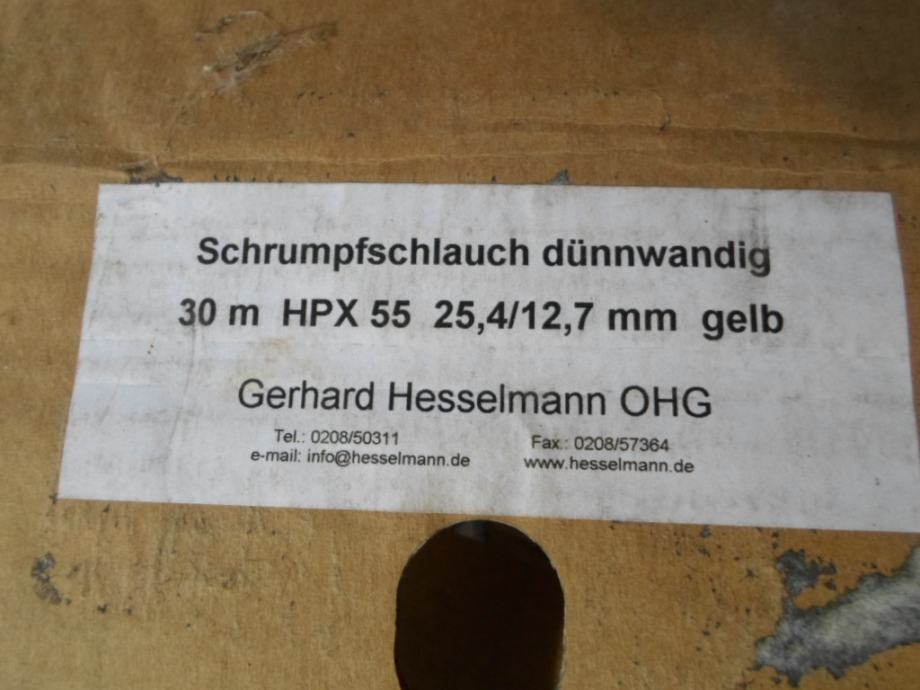 Schrumpfschlauch dünnwandig
30 m HPX 55 25,4/12,7 mm gelb
Gerhard Hesselmann OHG
Tel.: 0208/50311 Fax.: 0208/57364
e-mail: info@hesselmann.de www.hesselmann.de